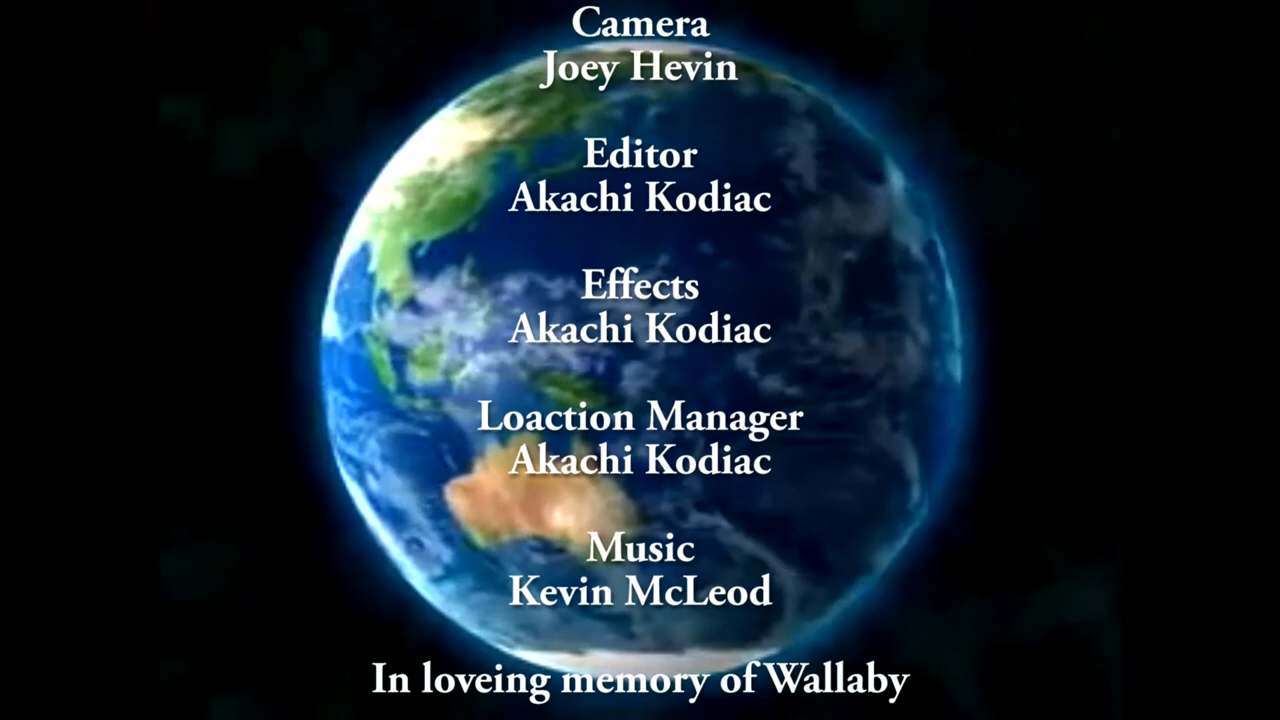 Camera
Joey Hevin
Editor
Akachi Kodiac
Effects
Akachi Kodiac
Loaction Manager
Akachi Kodiac
Music
Kevin McLeod
In loveing memory of Wallaby